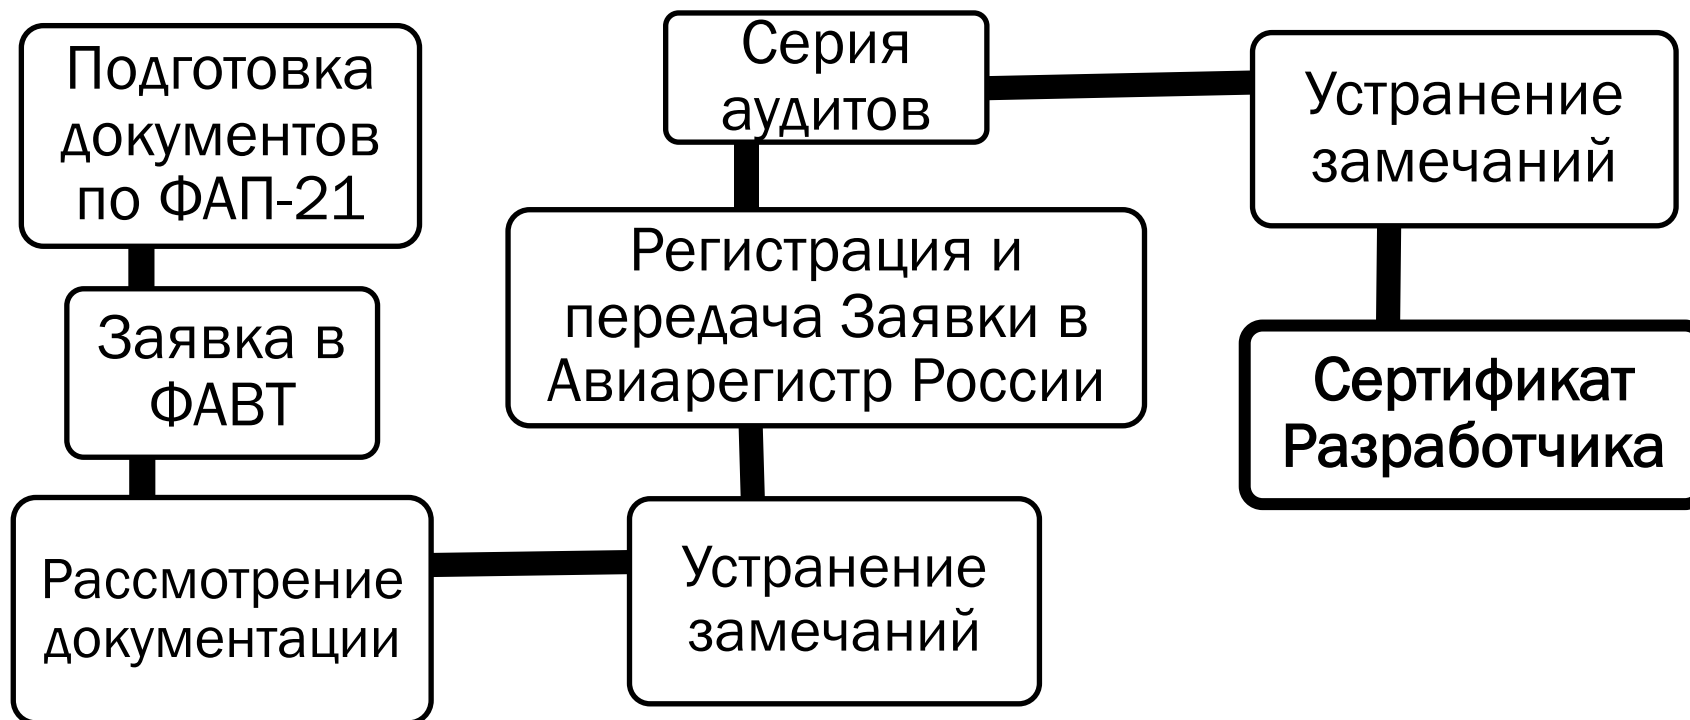 Подготовка
документов
по ФАП-21
Заявка в
ФАВТ
Рассмотрение
документации
Устранение
замечаний
Регистрация и
передача Заявки в
Авиарегистр России
Серия
аудитов
Устранение
замечаний
Сертификат
Разработчика